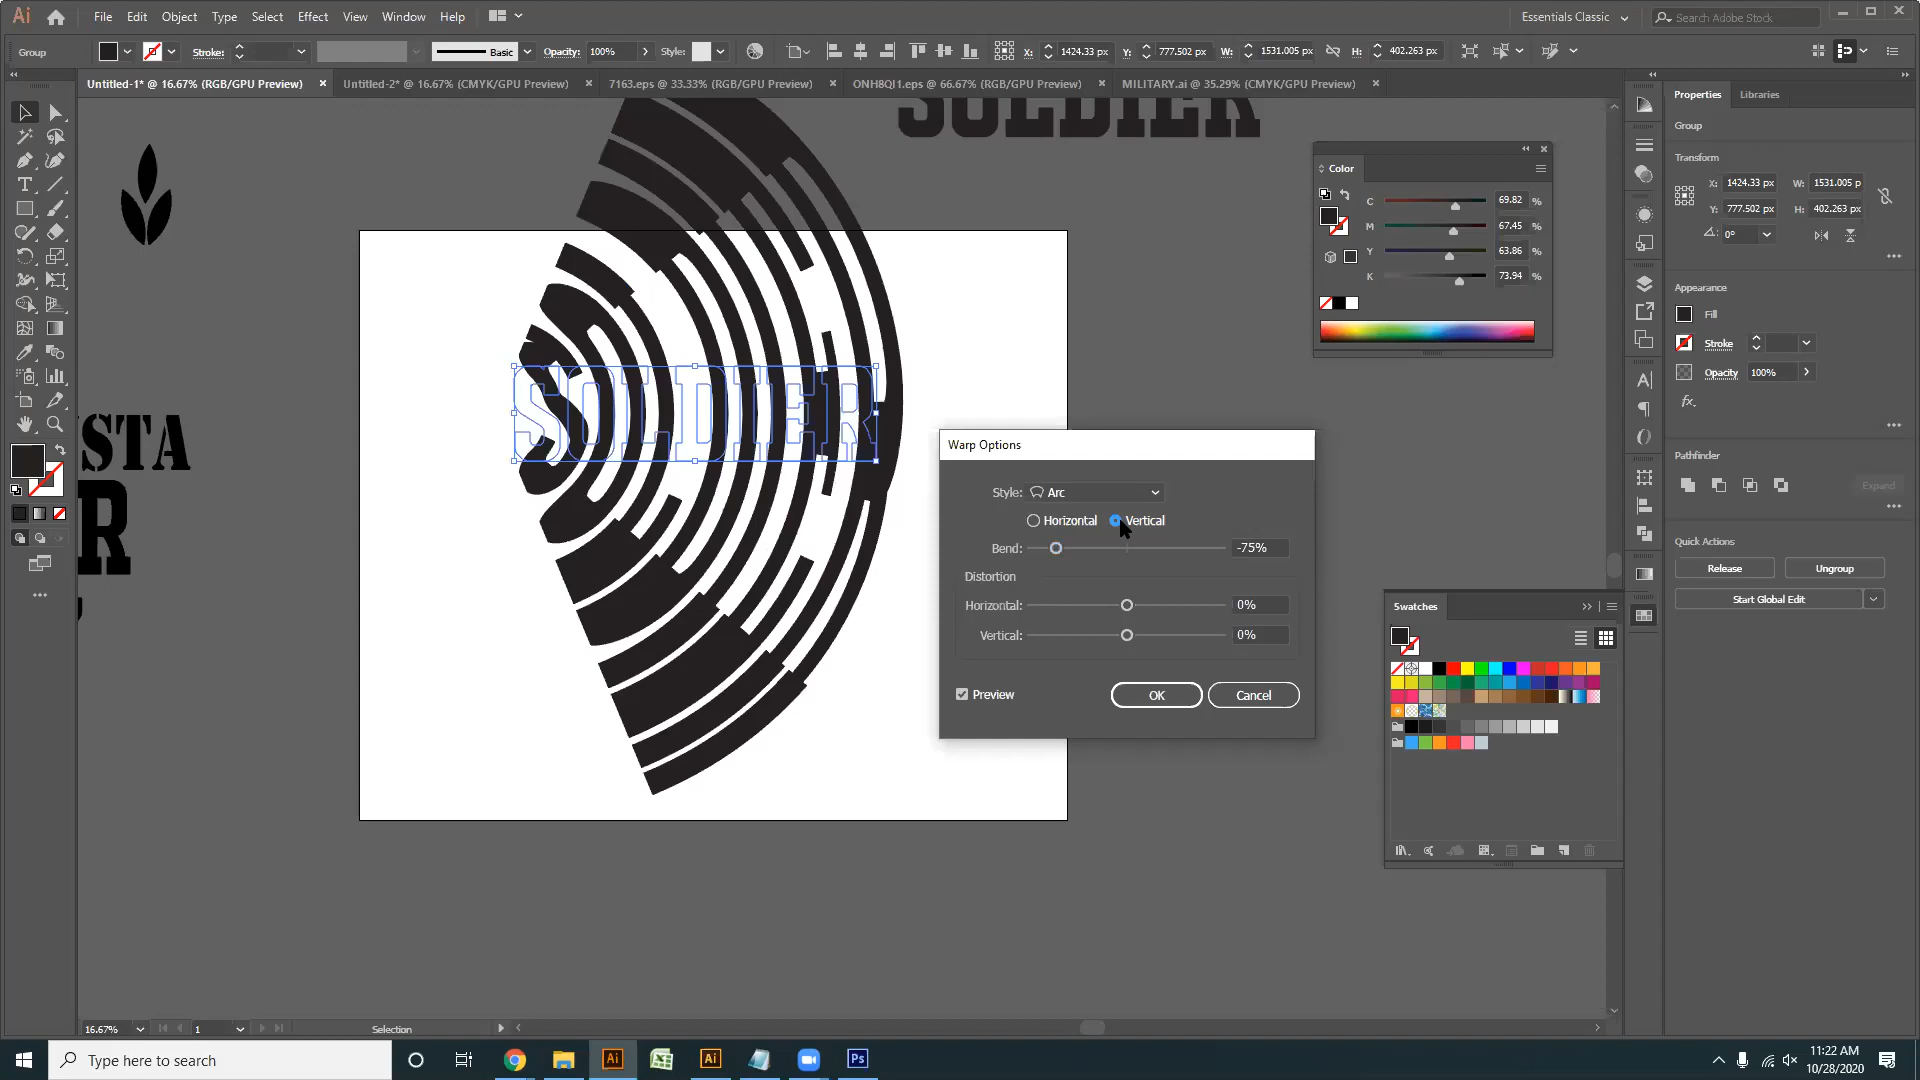 Ai File Edit Object Type Select Effect View Window Help Essentials Classic Search Adobe Stock
Group Stroke: Basic Opacity: 100% Style: X: 1424.33 px Y: 777.502 px W: 1531.005 px H: 402.263 px
Untitled-1* @ 16.67% (RGB/GPU Preview) Untitled-2* @ 16.67% (CMYK/GPU Preview) 7163.eps @ 33.33% (RGB/GPU Preview) ONH8QJ1.eps @ 66.67% (RGB/GPU Preview) MILITARY.ai @ 35.29% (CMYK/GPU Preview)
SOLDIER
Properties Libraries
Group
Transform
X: 1424.33 px W: 1531.005 p
Y: 777.502 px H: 402.263 px
0°
Appearance
Fill
Stroke
Opacity 100%
fx.
Pathfinder
Expand
Quick Actions
Release Ungroup
Start Global Edit
Color
C 69.82 %
M 67.45 %
Y 63.86 %
K 73.94 %
STA
R
SOLDIER
Warp Options
Style: Arc
Horizontal Vertical
Bend: -75%
Distortion
Horizontal: 0%
Vertical: 0%
Preview OK Cancel
Swatches
16.67% 1 Selection
Type here to search Ai Ai Ps 11:22 AM
10/28/2020